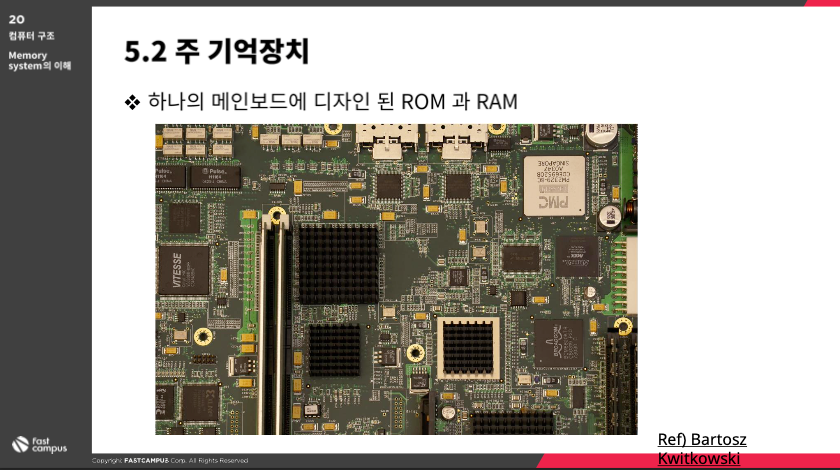 20
컴퓨터 구조
Memory
system의 이해
5.2 주 기억장치
❖ 하나의 메인보드에 디자인 된 ROM 과 RAM
Pulse
Pulse
VITESSE
PMC
SINGAPORE
Ref) Bartosz
Kwitkowski
fast
campus
Copyright FASTCAMPUS Corp. All Rights Reserved